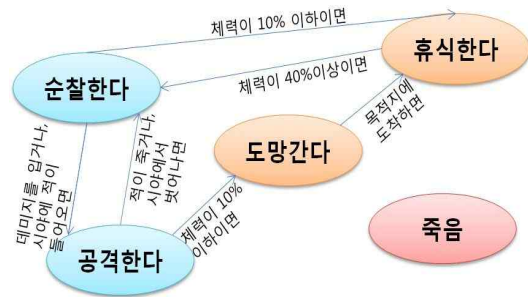 체력이 10% 이하이면
휴식한다
체력이 40%이상이면
순찰한다
목적지에
도착하면
도망간다
데미지를 입거나,
시야에 적이
들어오면
적이 죽거나,
시야에서
벗어나면
체력이 10%
이하이면
공격한다
죽음